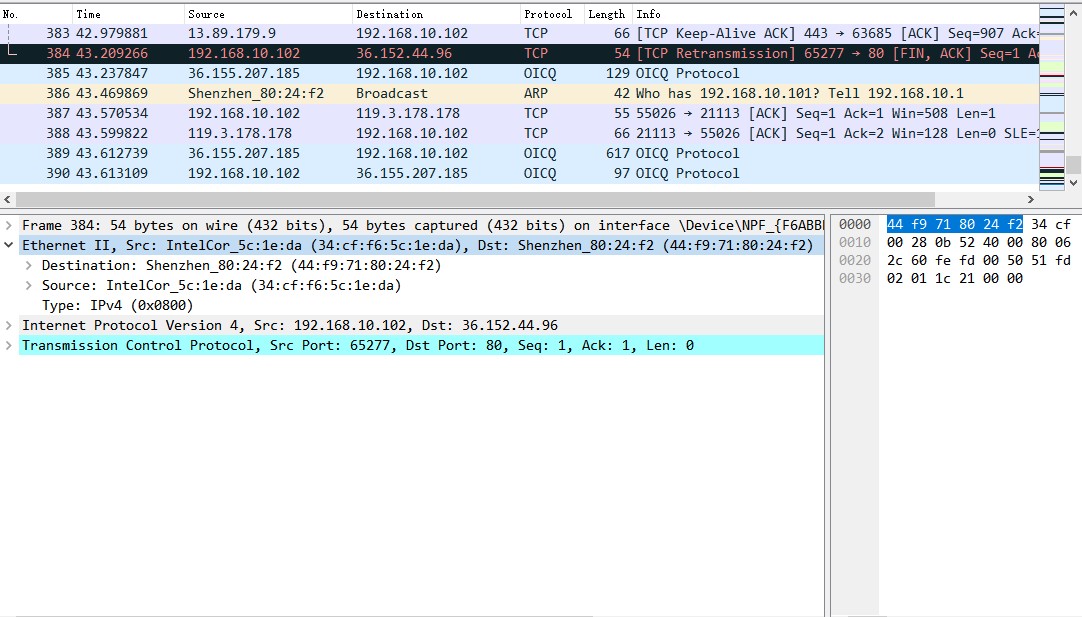 No. Time Source Destination Protocol Length Info
383 42.979881 13.89.179.9 192.168.10.102 TCP 66 [TCP Keep-Alive ACK] 443 → 63685 [ACK] Seq=907 Ack=
384 43.209266 192.168.10.102 36.152.44.96 TCP 54 [TCP Retransmission] 65277 → 80 [FIN, ACK] Seq=1 A
385 43.237847 36.155.207.185 192.168.10.102 OICQ 129 OICQ Protocol
386 43.469869 Shenzhen_80:24:f2 Broadcast ARP 42 Who has 192.168.10.101? Tell 192.168.10.1
387 43.570534 192.168.10.102 119.3.178.178 TCP 55 55026 → 21113 [ACK] Seq=1 Ack=1 Win=508 Len=1
388 43.599822 119.3.178.178 192.168.10.102 TCP 66 21113 → 55026 [ACK] Seq=1 Ack=2 Win=128 Len=0 SLE=
389 43.612739 36.155.207.185 192.168.10.102 OICQ 617 OICQ Protocol
390 43.613109 192.168.10.102 36.155.207.185 OICQ 97 OICQ Protocol
Frame 384: 54 bytes on wire (432 bits), 54 bytes captured (432 bits) on interface \Device\NPF_{F6ABB
Ethernet II, Src: IntelCor_5c:1e:da (34:cf:f6:5c:1e:da), Dst: Shenzhen_80:24:f2 (44:f9:71:80:24:f2)
Destination: Shenzhen_80:24:f2 (44:f9:71:80:24:f2)
Source: IntelCor_5c:1e:da (34:cf:f6:5c:1e:da)
Type: IPv4 (0x0800)
Internet Protocol Version 4, Src: 192.168.10.102, Dst: 36.152.44.96
Transmission Control Protocol, Src Port: 65277, Dst Port: 80, Seq: 1, Ack: 1, Len: 0
0000 44 f9 71 80 24 f2 34 cf
0010 00 28 0b 52 40 00 80 06
0020 2c 60 fe fd 00 50 51 fd
0030 02 01 1c 21 00 00